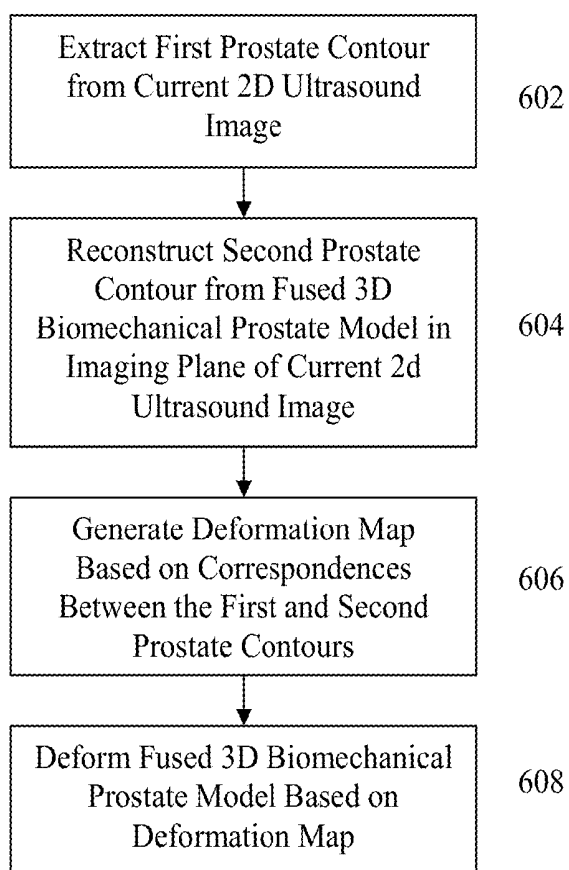 Extract First Prostate Contour
from Current 2D Ultrasound
Image
602
Reconstruct Second Prostate
Contour from Fused 3D
Biomechanical Prostate Model in
Imaging Plane of Current 2d
Ultrasound Image
604
Generate Deformation Map
Based on Correspondences
Between the First and Second
Prostate Contours
606
Deform Fused 3D Biomechanical
Prostate Model Based on
Deformation Map
608